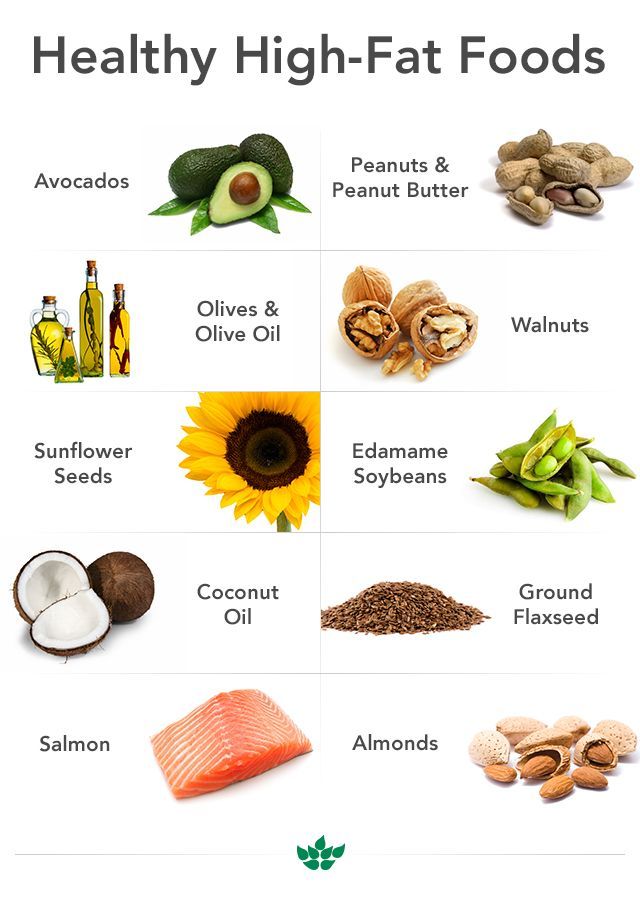 Healthy High-Fat Foods
Avocados
Peanuts &
Peanut Butter
Olives &
Olive Oil
Walnuts
Sunflower
Seeds
Edamame
Soybeans
Coconut
Oil
Ground
Flaxseed
Salmon
Almonds